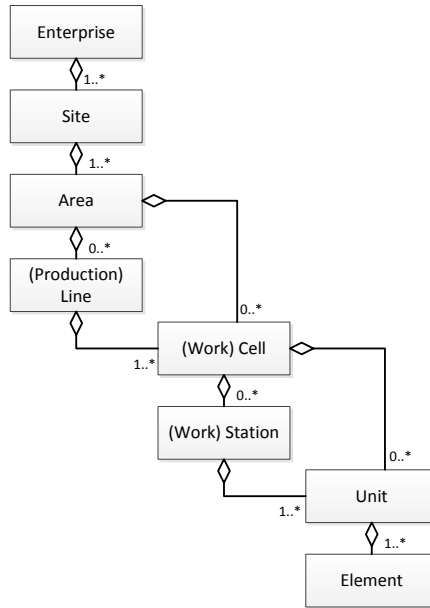 Enterprise
1..*
Site
1..*
Area
0..*
(Production)
Line
0..*
(Work) Cell
1..*
0..*
(Work) Station
0..*
Unit
1..*
1..*
Element